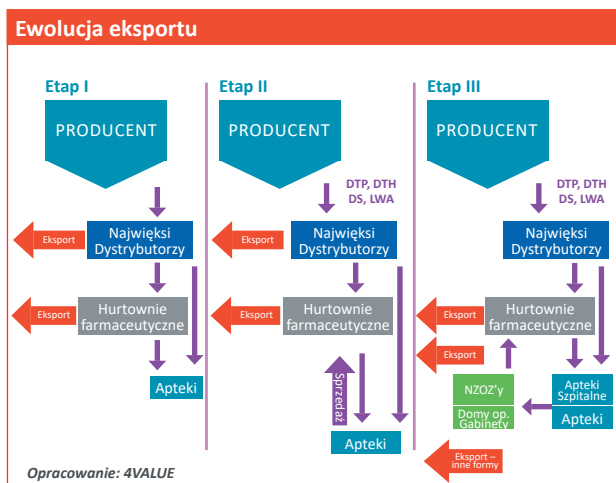 Ewolucja eksportu
Etap I
PRODUCENT
Eksport
Najwięksi
Dystrybutorzy
Eksport
Hurtownie
farmaceutyczne
Apteki
Etap II
PRODUCENT
DTP, DTH
DS, LWA
Eksport
Najwięksi
Dystrybutorzy
Eksport
Hurtownie
farmaceutyczne
Sprzedaż
Apteki
Etap III
PRODUCENT
DTP, DTH
DS, LWA
Najwięksi
Dystrybutorzy
Eksport
Hurtownie
farmaceutyczne
Eksport
NZOZ'y
Domy op.
Gabinety
Apteki
Szpitalne
Apteki
Eksport –
inne formy
Opracowanie: 4VALUE